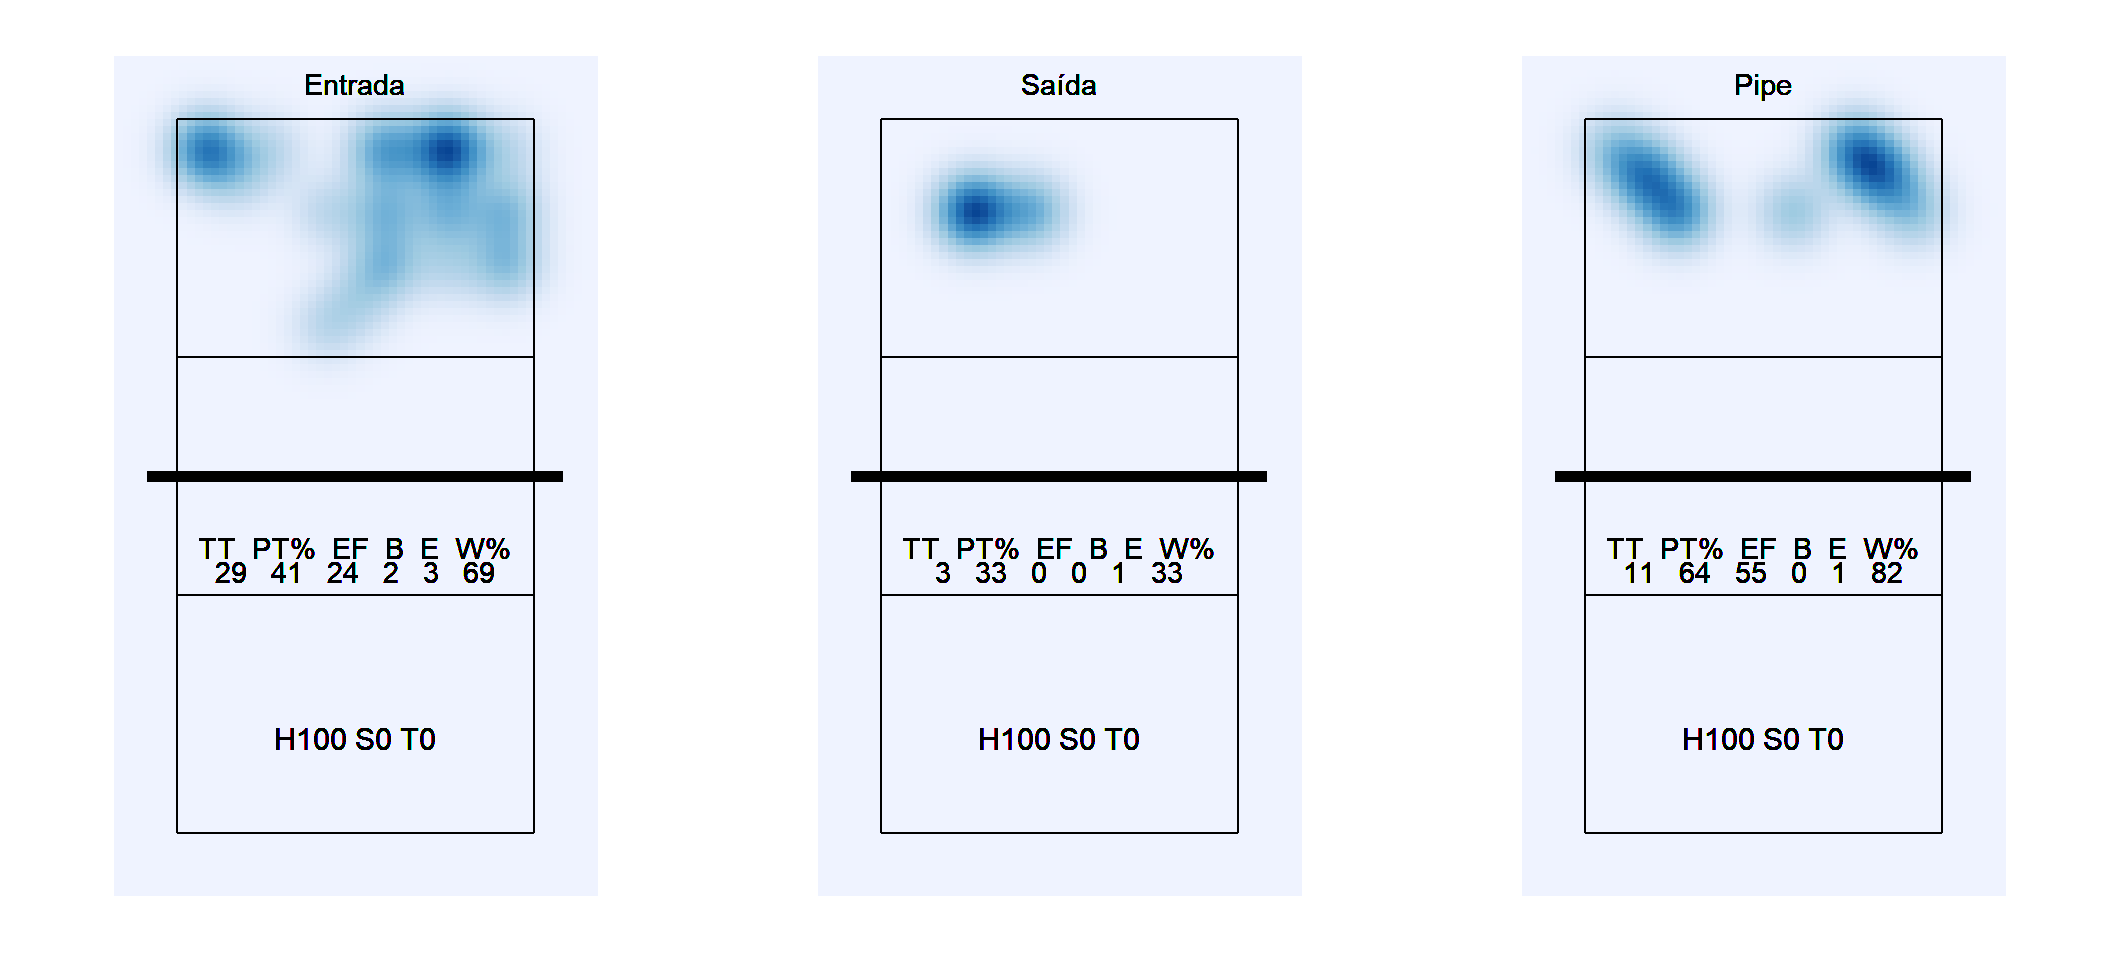 Entrada
TT PT% EF B E W%
29 41 24 2 3 69
H100 S0 T0
Saída
TT PT% EF B E W%
3 33 0 0 1 33
H100 S0 T0
Pipe
TT PT% EF B E W%
11 64 55 0 1 82
H100 S0 T0